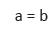 a = b